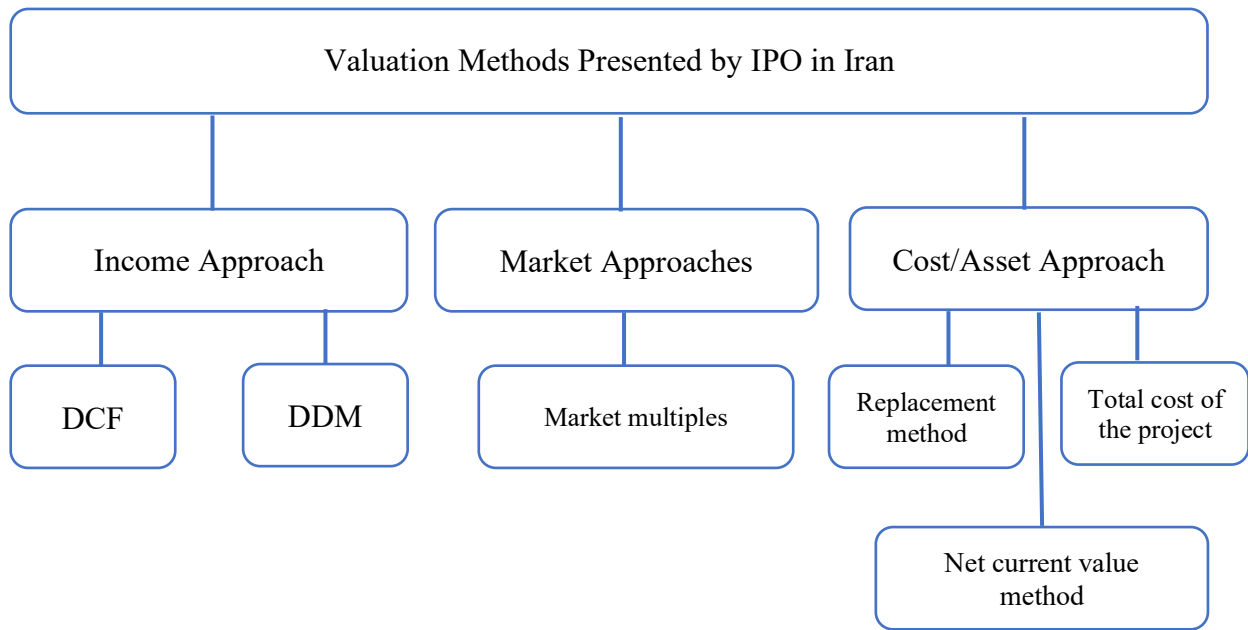 Valuation Methods Presented by IPO in Iran
Income Approach
Market Approaches
Cost/Asset Approach
DCF
DDM
Market multiples
Replacement
method
Total cost of
the project
Net current value
method